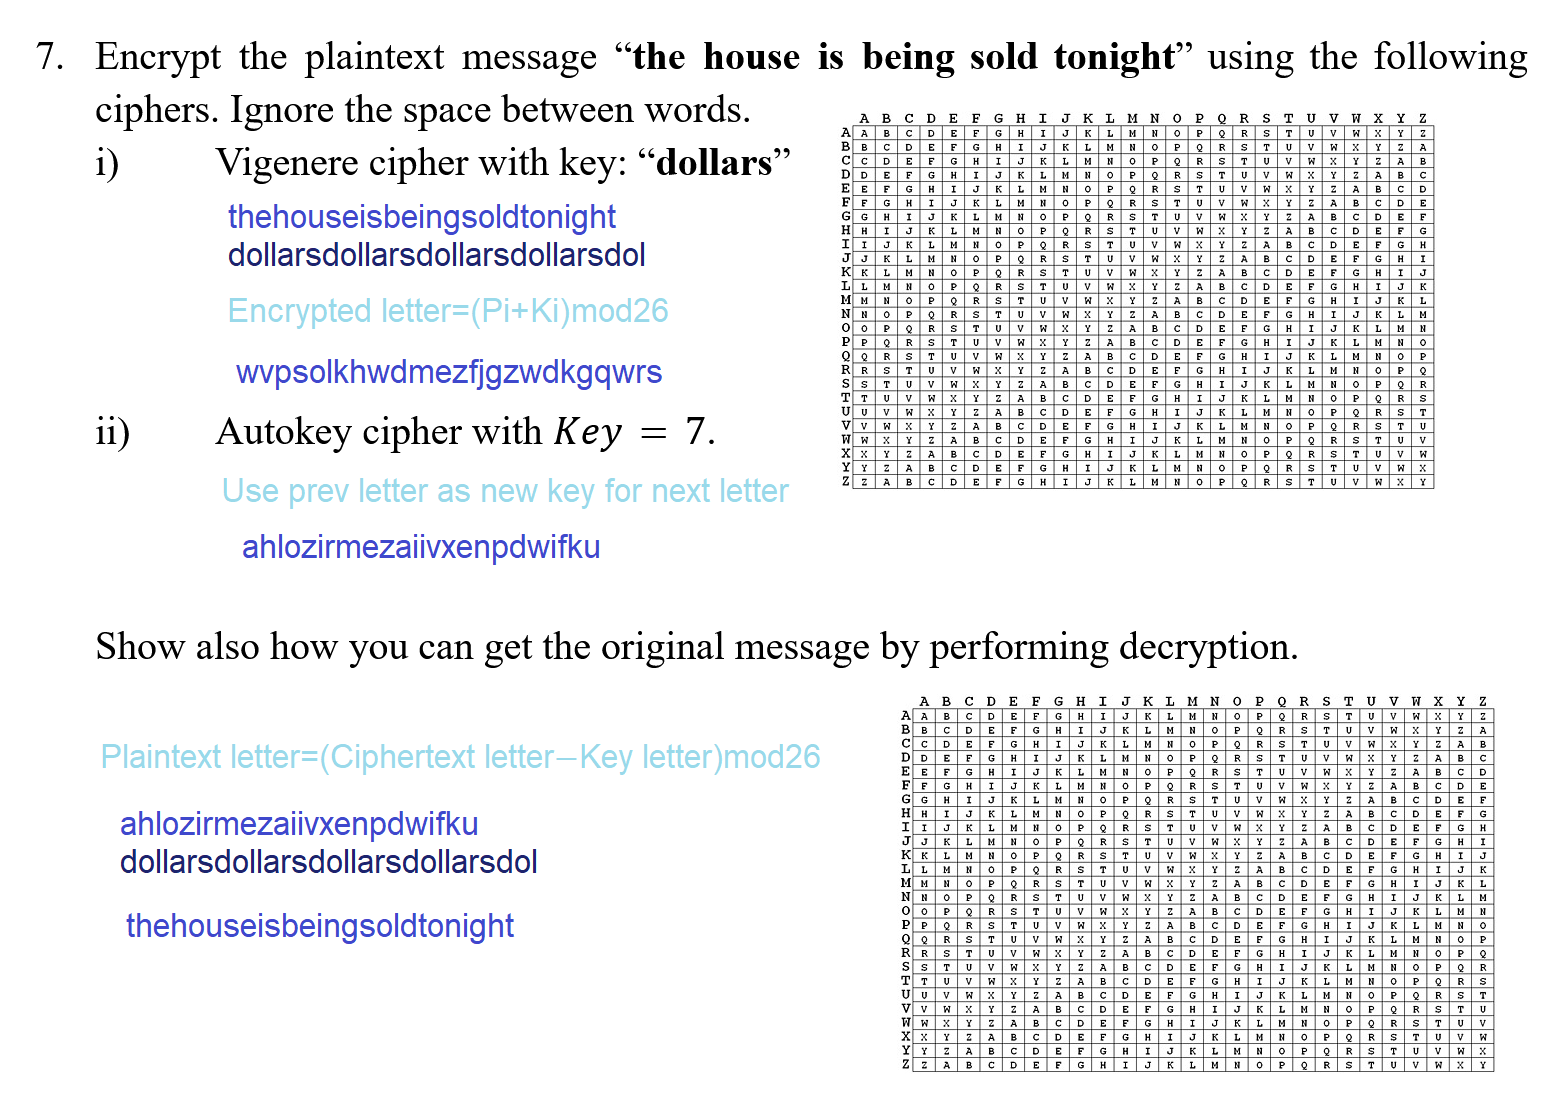 7. Encrypt the plaintext message “the house is being sold tonight” using the following
ciphers. Ignore the space between words.
i) Vigenere cipher with key: “dollars”
thehouseisbeingsoldtonight
dollarsdollarsdollarsdollarsdol
Encrypted letter=(Pi+Ki)mod26
wvpsolkhwdmezfjgzwdkgqwrs
ii) Autokey cipher with Key = 7.
Use prev letter as new key for next letter
ahlozirmezaiivxenpdwifku
A B C D E F G H I J K L M N O P Q R S T U V W X Y Z
A A B C D E F G H I J K L M N O P Q R S T U V W X Y Z
B B C D E F G H I J K L M N O P Q R S T U V W X Y Z A
C C D E F G H I J K L M N O P Q R S T U V W X Y Z A B
D D E F G H I J K L M N O P Q R S T U V W X Y Z A B C
E E F G H I J K L M N O P Q R S T U V W X Y Z A B C D
F F G H I J K L M N O P Q R S T U V W X Y Z A B C D E
G G H I J K L M N O P Q R S T U V W X Y Z A B C D E F
H H I J K L M N O P Q R S T U V W X Y Z A B C D E F G
I I J K L M N O P Q R S T U V W X Y Z A B C D E F G H
J J K L M N O P Q R S T U V W X Y Z A B C D E F G H I
K K L M N O P Q R S T U V W X Y Z A B C D E F G H I J
L L M N O P Q R S T U V W X Y Z A B C D E F G H I J K
M M N O P Q R S T U V W X Y Z A B C D E F G H I J K L
N N O P Q R S T U V W X Y Z A B C D E F G H I J K L M
O O P Q R S T U V W X Y Z A B C D E F G H I J K L M N
P P Q R S T U V W X Y Z A B C D E F G H I J K L M N O
Q Q R S T U V W X Y Z A B C D E F G H I J K L M N O P
R R S T U V W X Y Z A B C D E F G H I J K L M N O P Q
S S T U V W X Y Z A B C D E F G H I J K L M N O P Q R
T T U V W X Y Z A B C D E F G H I J K L M N O P Q R S
U U V W X Y Z A B C D E F G H I J K L M N O P Q R S T
V V W X Y Z A B C D E F G H I J K L M N O P Q R S T U
W W X Y Z A B C D E F G H I J K L M N O P Q R S T U V
X X Y Z A B C D E F G H I J K L M N O P Q R S T U V W
Y Y Z A B C D E F G H I J K L M N O P Q R S T U V W X
Z Z A B C D E F G H I J K L M N O P Q R S T U V W X Y
Show also how you can get the original message by performing decryption.
Plaintext letter=(Ciphertext letter−Key letter)mod26
ahlozirmezaiivxenpdwifku
dollarsdollarsdollarsdollarsdol
thehouseisbeingsoldtonight
A B C D E F G H I J K L M N O P Q R S T U V W X Y Z
A A B C D E F G H I J K L M N O P Q R S T U V W X Y Z
B B C D E F G H I J K L M N O P Q R S T U V W X Y Z A
C C D E F G H I J K L M N O P Q R S T U V W X Y Z A B
D D E F G H I J K L M N O P Q R S T U V W X Y Z A B C
E E F G H I J K L M N O P Q R S T U V W X Y Z A B C D
F F G H I J K L M N O P Q R S T U V W X Y Z A B C D E
G G H I J K L M N O P Q R S T U V W X Y Z A B C D E F
H H I J K L M N O P Q R S T U V W X Y Z A B C D E F G
I I J K L M N O P Q R S T U V W X Y Z A B C D E F G H
J J K L M N O P Q R S T U V W X Y Z A B C D E F G H I
K K L M N O P Q R S T U V W X Y Z A B C D E F G H I J
L L M N O P Q R S T U V W X Y Z A B C D E F G H I J K
M M N O P Q R S T U V W X Y Z A B C D E F G H I J K L
N N O P Q R S T U V W X Y Z A B C D E F G H I J K L M
O O P Q R S T U V W X Y Z A B C D E F G H I J K L M N
P P Q R S T U V W X Y Z A B C D E F G H I J K L M N O
Q Q R S T U V W X Y Z A B C D E F G H I J K L M N O P
R R S T U V W X Y Z A B C D E F G H I J K L M N O P Q
S S T U V W X Y Z A B C D E F G H I J K L M N O P Q R
T T U V W X Y Z A B C D E F G H I J K L M N O P Q R S
U U V W X Y Z A B C D E F G H I J K L M N O P Q R S T
V V W X Y Z A B C D E F G H I J K L M N O P Q R S T U
W W X Y Z A B C D E F G H I J K L M N O P Q R S T U V
X X Y Z A B C D E F G H I J K L M N O P Q R S T U V W
Y Y Z A B C D E F G H I J K L M N O P Q R S T U V W X
Z Z A B C D E F G H I J K L M N O P Q R S T U V W X Y